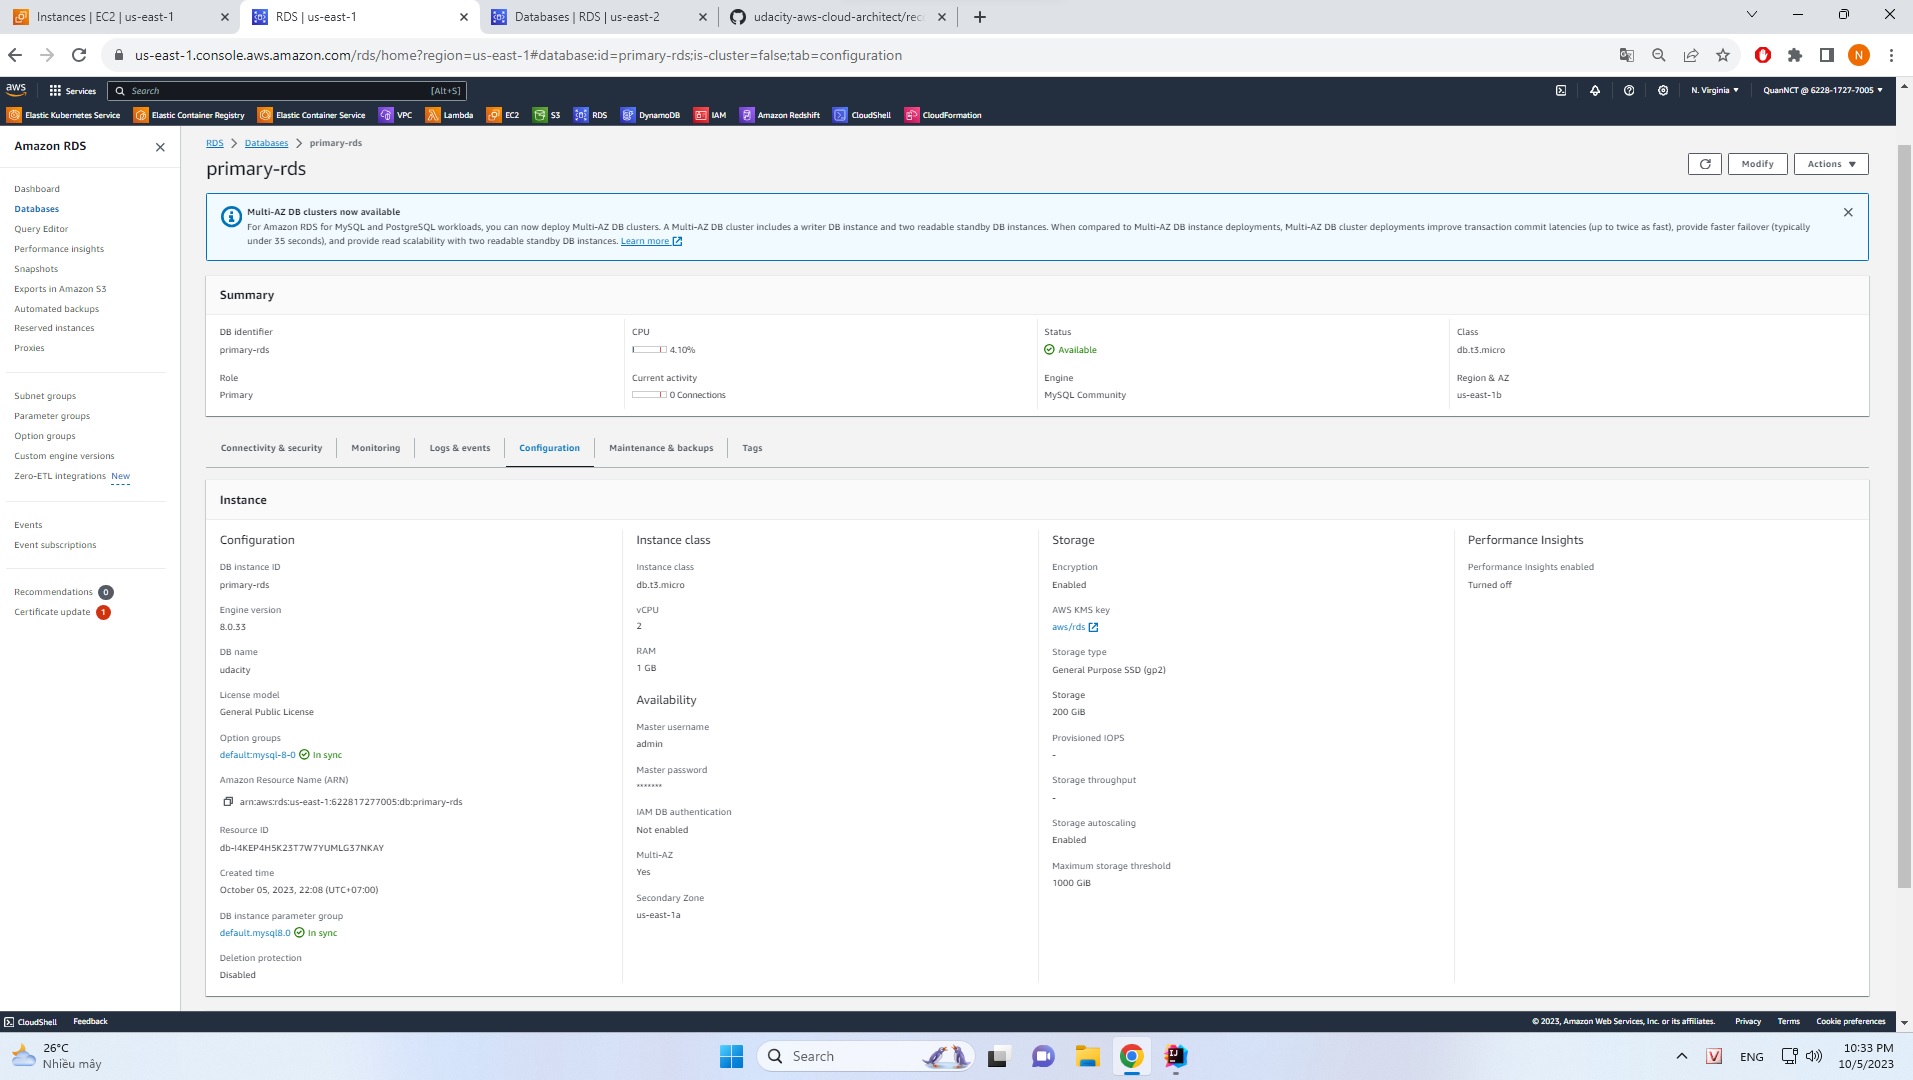 Instances | EC2 | us-east-1
RDS | us-east-1
Databases | RDS | us-east-2
udacity-aws-cloud-architect/rec
us-east-1.console.aws.amazon.com/rds/home?region=us-east-1#database:id=primary-rds;is-cluster=false;tab=configuration
N
aws
Services
Search
[Alt+S]
N. Virginia
QuanNCT @ 6228-1727-7005
Elastic Kubernetes Service
Elastic Container Registry
Elastic Container Service
VPC
Lambda
EC2
S3
RDS
DynamoDB
IAM
Amazon Redshift
CloudShell
CloudFormation
Amazon RDS
Dashboard
Databases
Query Editor
Performance insights
Snapshots
Exports in Amazon S3
Automated backups
Reserved instances
Proxies
Subnet groups
Parameter groups
Option groups
Custom engine versions
Zero-ETL integrations New
Events
Event subscriptions
Recommendations 0
Certificate update 1
RDS > Databases > primary-rds
primary-rds
Modify
Actions
Multi-AZ DB clusters now available
For Amazon RDS for MySQL and PostgreSQL workloads, you can now deploy Multi-AZ DB clusters. A Multi-AZ DB cluster includes a writer DB instance and two readable standby DB instances. When compared to Multi-AZ DB instance deployments, Multi-AZ DB cluster deployments improve transaction commit latencies (up to twice as fast), provide faster failover (typically
under 35 seconds), and provide read scalability with two readable standby DB instances. Learn more
Summary
DB identifier
primary-rds
Role
Primary
CPU
4.10%
Current activity
0 Connections
Status
Available
Engine
MySQL Community
Class
db.t3.micro
Region & AZ
us-east-1b
Connectivity & security
Monitoring
Logs & events
Configuration
Maintenance & backups
Tags
Instance
Configuration
DB instance ID
primary-rds
Engine version
8.0.33
DB name
udacity
License model
General Public License
Option groups
default:mysql-8-0 In sync
Amazon Resource Name (ARN)
arn:aws:rds:us-east-1:622817277005:db:primary-rds
Resource ID
db-I4KEP4H5K23T7W7YUMLG37NKAY
Created time
October 05, 2023, 22:08 (UTC+07:00)
DB instance parameter group
default.mysql8.0 In sync
Deletion protection
Disabled
Instance class
Instance class
db.t3.micro
vCPU
2
RAM
1 GB
Availability
Master username
admin
Master password
*******
IAM DB authentication
Not enabled
Multi-AZ
Yes
Secondary Zone
us-east-1a
Storage
Encryption
Enabled
AWS KMS key
aws/rds
Storage type
General Purpose SSD (gp2)
Storage
200 GiB
Provisioned IOPS
-
Storage throughput
-
Storage autoscaling
Enabled
Maximum storage threshold
1000 GiB
Performance Insights
Performance Insights enabled
Turned off
CloudShell
Feedback
© 2023, Amazon Web Services, Inc. or its affiliates.
Privacy
Terms
Cookie preferences
26°C
Nhiều mây
Search
V
ENG
10:33 PM
10/5/2023